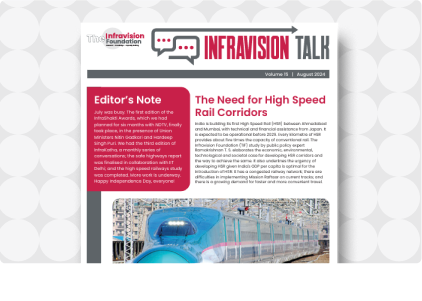 The Infravision
Foundation
INFRAVISION TALK
Volume 15 | August 2024
Editor's Note
July was busy. The first edition of the
InfraShakti Awards, which we had
planned for six months with NDTV, finally
took place, in the presence of Union
Ministers Nitin Gadkari and Hardeep
Singh Puri. We had the third edition of
InfraKatha, a monthly series of
conversations; the safe highways report
was finalised in collaboration with IIT
Delhi, and the high speed railways study
was completed. More work is underway.
Happy Independence Day, everyone!
The Need for High Speed
Rail Corridors
India is building its first High Speed Rail (HSR) between Ahmedabad
and Mumbai, with technical and financial assistance from Japan. It
is expected to be operational before 2028. Every kilometre of HSR
provides about five times the capacity of conventional rail. The
Infravision Foundation (TIF) study by public policy expert
Ramakrishnan T. S. elaborates the economic, environmental,
technological and societal case for developing HSR corridors and
the way to achieve the same. It also underlines the urgency of
developing HSR given India's GDP per capita is optimal for the
introduction of HSR. It has a congested railway network; there are
difficulties in implementing Mission Raftaar on current tracks; and
there is a growing demand for faster and more convenient travel.